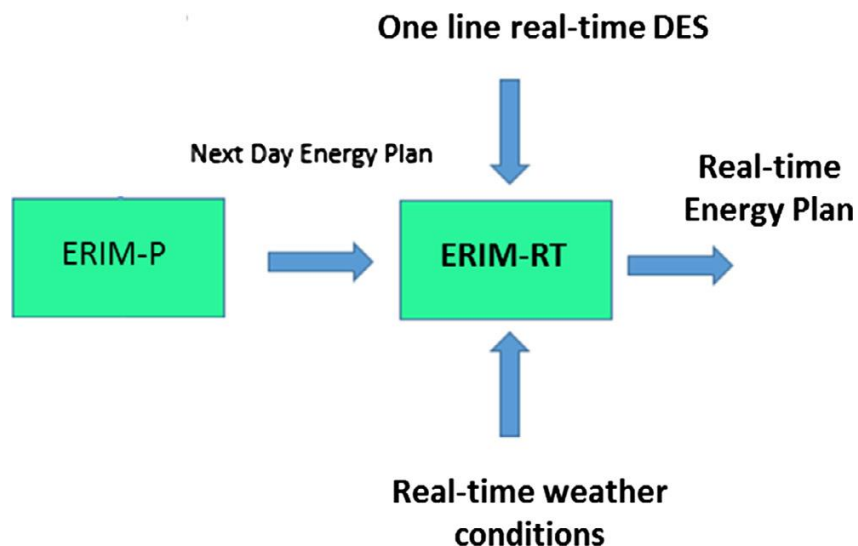 One line real-time DES
Next Day Energy Plan
Real-time
Energy Plan
ERIM-P
ERIM-RT
Real-time weather
conditions